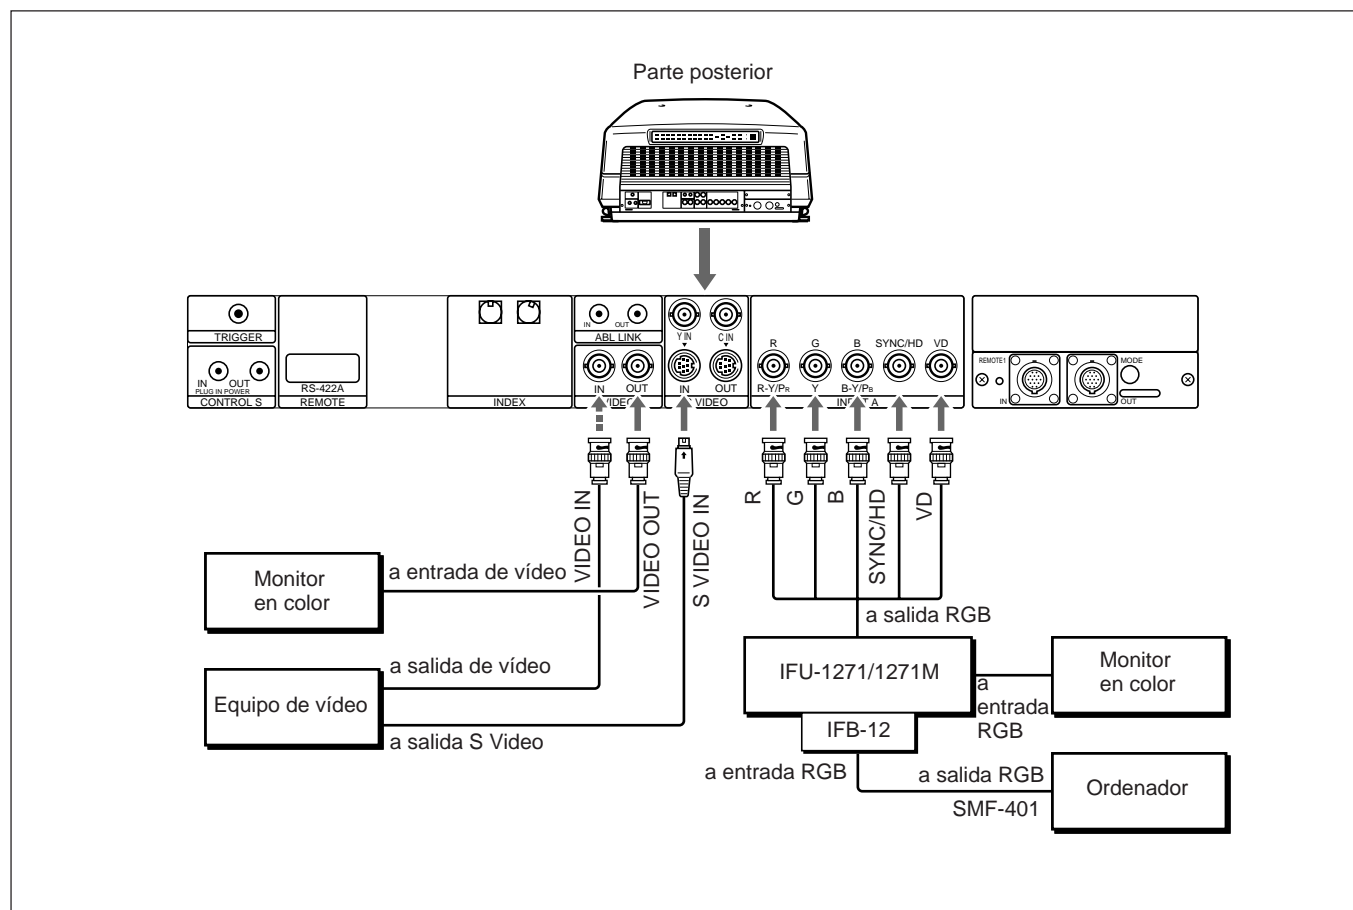 Parte posterior
TRIGGER
IN OUT
PLUG IN POWER
CONTROL S
RS-422A
REMOTE
INDEX
IN OUT
ABL LINK
IN OUT
VIDEO
Y IN C IN
IN OUT
S VIDEO
R G B SYNC/HD VD
R-Y/PR Y B-Y/PB
INPUT A
REMOTE1
MODE
IN OUT
VIDEO IN
VIDEO OUT
S VIDEO IN
R
G
B
SYNC/HD
VD
Monitor
en color
a entrada de vídeo
a salida de vídeo
Equipo de vídeo
a salida S Video
a salida RGB
IFU-1271/1271M
IFB-12
Monitor
en color
a
entrada
RGB
a entrada RGB
a salida RGB
SMF-401
Ordenador